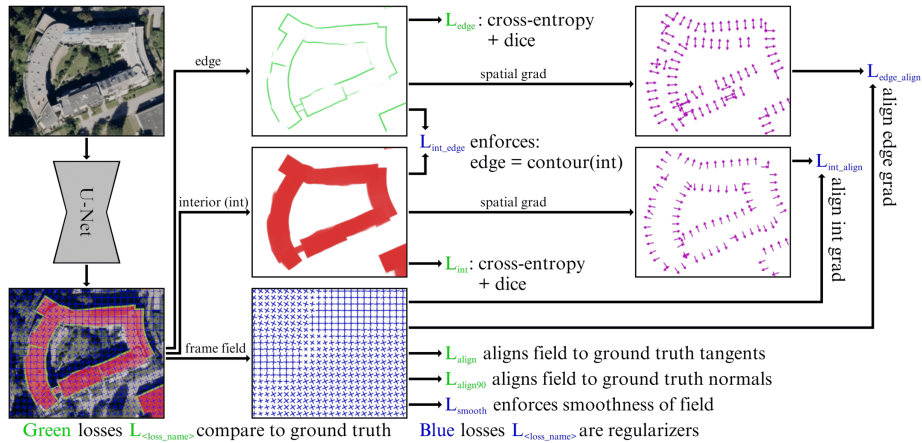 L_edge : cross-entropy
+ dice
edge
spatial grad
L_edge_align
L_int_edge enforces:
edge = contour(int)
align edge grad
L_int_align
align int grad
U-Net
interior (int)
spatial grad
L_int : cross-entropy
+ dice
frame field
L_align aligns field to ground truth tangents
L_align90 aligns field to ground truth normals
L_smooth enforces smoothness of field
Green losses L_<loss_name> compare to ground truth
Blue losses L_<loss_name> are regularizers